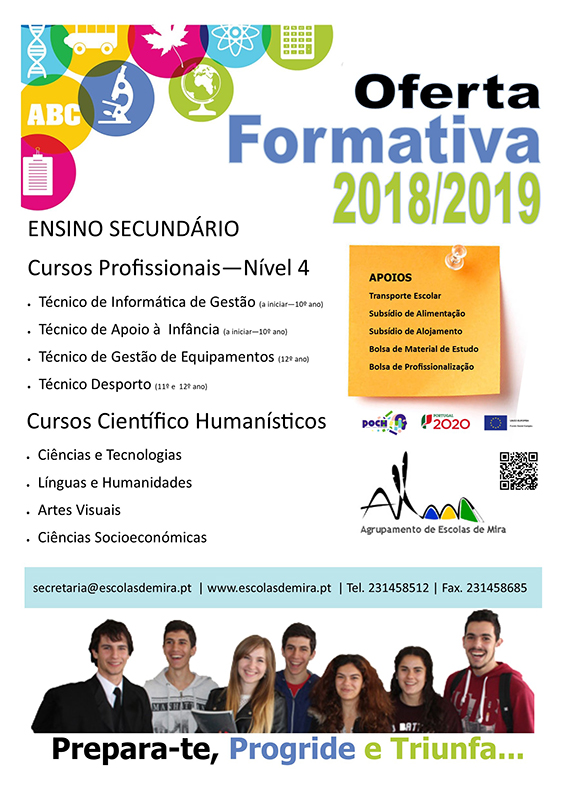 ABC
Oferta
Formativa
2018/2019
ENSINO SECUNDÁRIO
Cursos Profissionais—Nível 4
• Técnico de Informática de Gestão (a iniciar—10º ano)
• Técnico de Apoio à Infância (a iniciar—10º ano)
• Técnico de Gestão de Equipamentos (12º ano)
• Técnico Desporto (11º e 12º ano)
APOIOS
Transporte Escolar
Subsídio de Alimentação
Subsídio de Alojamento
Bolsa de Material de Estudo
Bolsa de Profissionalização
Cursos Científico Humanísticos
• Ciências e Tecnologias
• Línguas e Humanidades
• Artes Visuais
• Ciências Socioeconómicas
POCH
PORTUGAL
2020
Agrupamento de Escolas de Mira
secretaria@escolasdemira.pt | www.escolasdemira.pt | Tel. 231458512 | Fax. 231458685
Prepara-te, Progride e Triunfa...